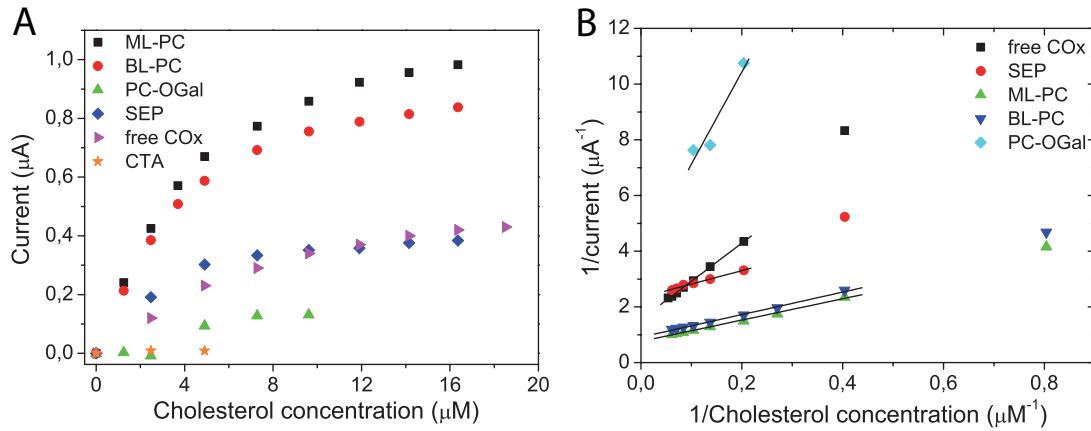 A
ML-PC
BL-PC
PC-OGal
SEP
free COx
CTA
Current (μA)
1,0
0,8
0,6
0,4
0,2
0,0
0 4 8 12 16 20
Cholesterol concentration (μM)
B
free COx
SEP
ML-PC
BL-PC
PC-OGal
1/current (μA⁻¹)
12
10
8
6
4
2
0
0,0 0,2 0,4 0,6 0,8
1/Cholesterol concentration (μM⁻¹)